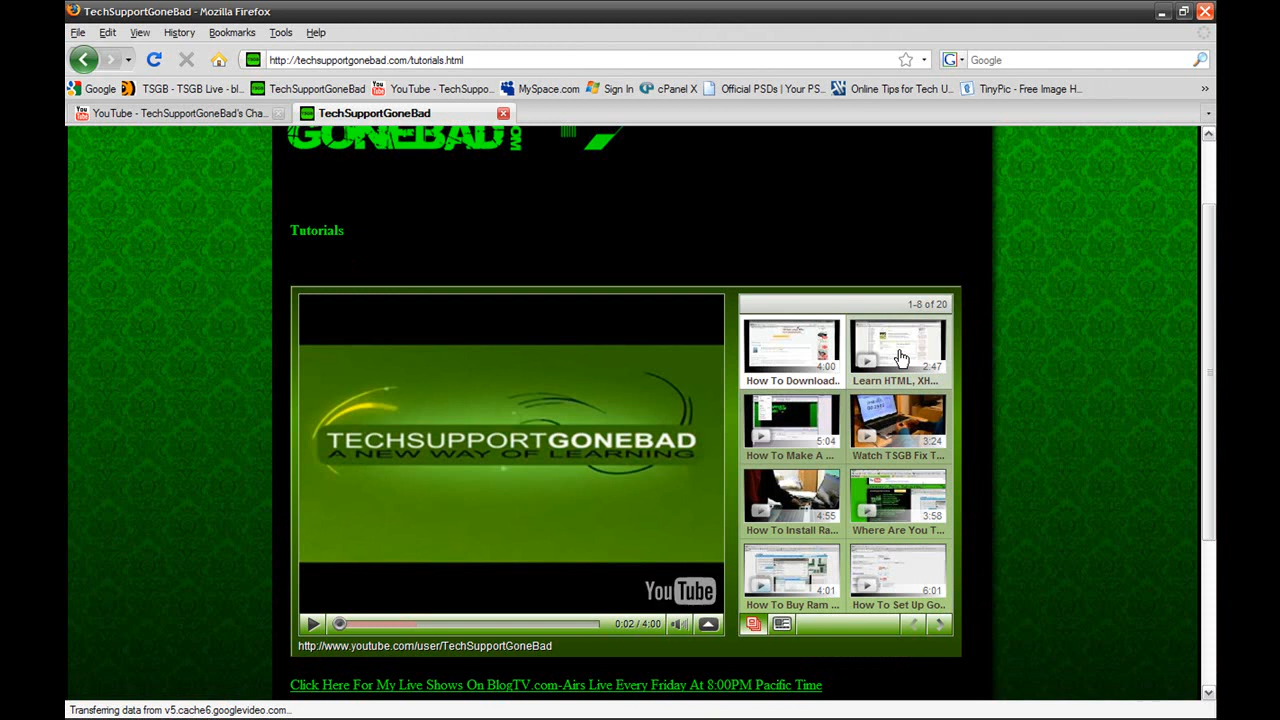 TechSupportGoneBad - Mozilla Firefox
File Edit View History Bookmarks Tools Help
http://techsupportgonebad.com/tutorials.html
Google
Google TSGB - TSGB Live - bl... TechSupportGoneBad YouTube - TechSuppo... MySpace.com Sign In cPanel X Official PSDs | Your PS... Online Tips for Tech U... TinyPic - Free Image H... »
YouTube - TechSupportGoneBad's Cha... TechSupportGoneBad
GONEBAD.COM
Tutorials
1-8 of 20
4:00 2:47
How To Download.. Learn HTML, XH...
5:04 3:24
How To Make A ... Watch TSGB Fix T...
4:55 3:58
How To Install Ra... Where Are You T...
4:01 6:01
How To Buy Ram ... How To Set Up Go..
TECHSUPPORTGONEBAD
A NEW WAY OF LEARNING
YouTube
0:02 / 4:00
http://www.youtube.com/user/TechSupportGoneBad
Click Here For My Live Shows On BlogTV.com-Airs Live Every Friday At 8:00PM Pacific Time
Transferring data from v5.cache6.googlevideo.com...